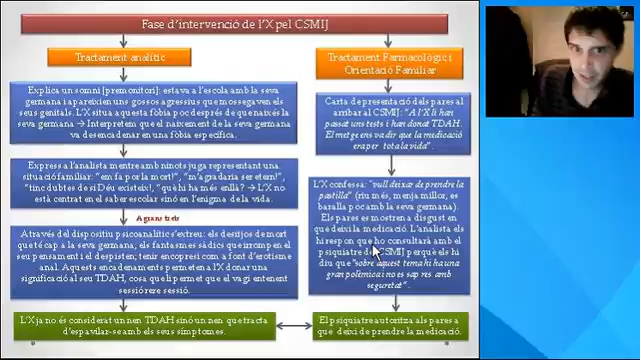 Fase d'intervenció de l'X pel CSMIJ
Tractament analític
Explica un somni [premonitori]: estava a l'escola amb la seva
germana i apareixien uns gossos agressius que mossegaven els
seus genitals. L'X situa aquesta fòbia poc després de que naixés la
seva germana → Interpretem que el naixement de la seva germana
va desencadenar en una fòbia específica.
Express a l'analista mentre amb ninots juga representant una
situació familiar: "em fa por la mort!", "m'agradaria ser etern!";
"tinc dubtes de si Déu existeix!, "què hi ha més enllà? → L'X no
està centrat en el saber escolar sinó en l'enigma de la vida.
A grans trets
Através del dispositiu psicoanalític s'extreu: els desitjos de mort
que té cap a la seva germana, els fantasmes sàdics que irrompen el
seu pensament i el despisten; tenir encopresi com a font d'erotisme
anal. Aquests encadenaments permeten a l'X donar una
significació al seu TDAH, cosa que li permet que el vagi entenent
sessió rere sessió.
L'X ja no és considerat un nen TDAH sinó un nen que tracta
d'espavilar-se amb els seus símptomes.
Tractament Farmacològic i
Orientació Familiar
Carta de presentació dels pares al
arribar al CSMIJ: "A l'X li han
passat uns tests i han donat TDAH.
El metge ens va dir que la medicació
era per tota la vida".
L'X confessa: "vull deixar de prendre la
pastilla" (riu més, menja millor, es
baralla poc amb la seva germana).
Els pares es mostren a disgust en
que deixi la medicació. L'analista els
hi respon que ho consultarà amb el
psiquiatre del CSMIJ perquè els hi
diu que "sobre aquest tema hi ha una
gran polèmica i no es sap res amb
seguretat".
El psiquiatre autoritza als pares a
que deixi de prendre la medicació.